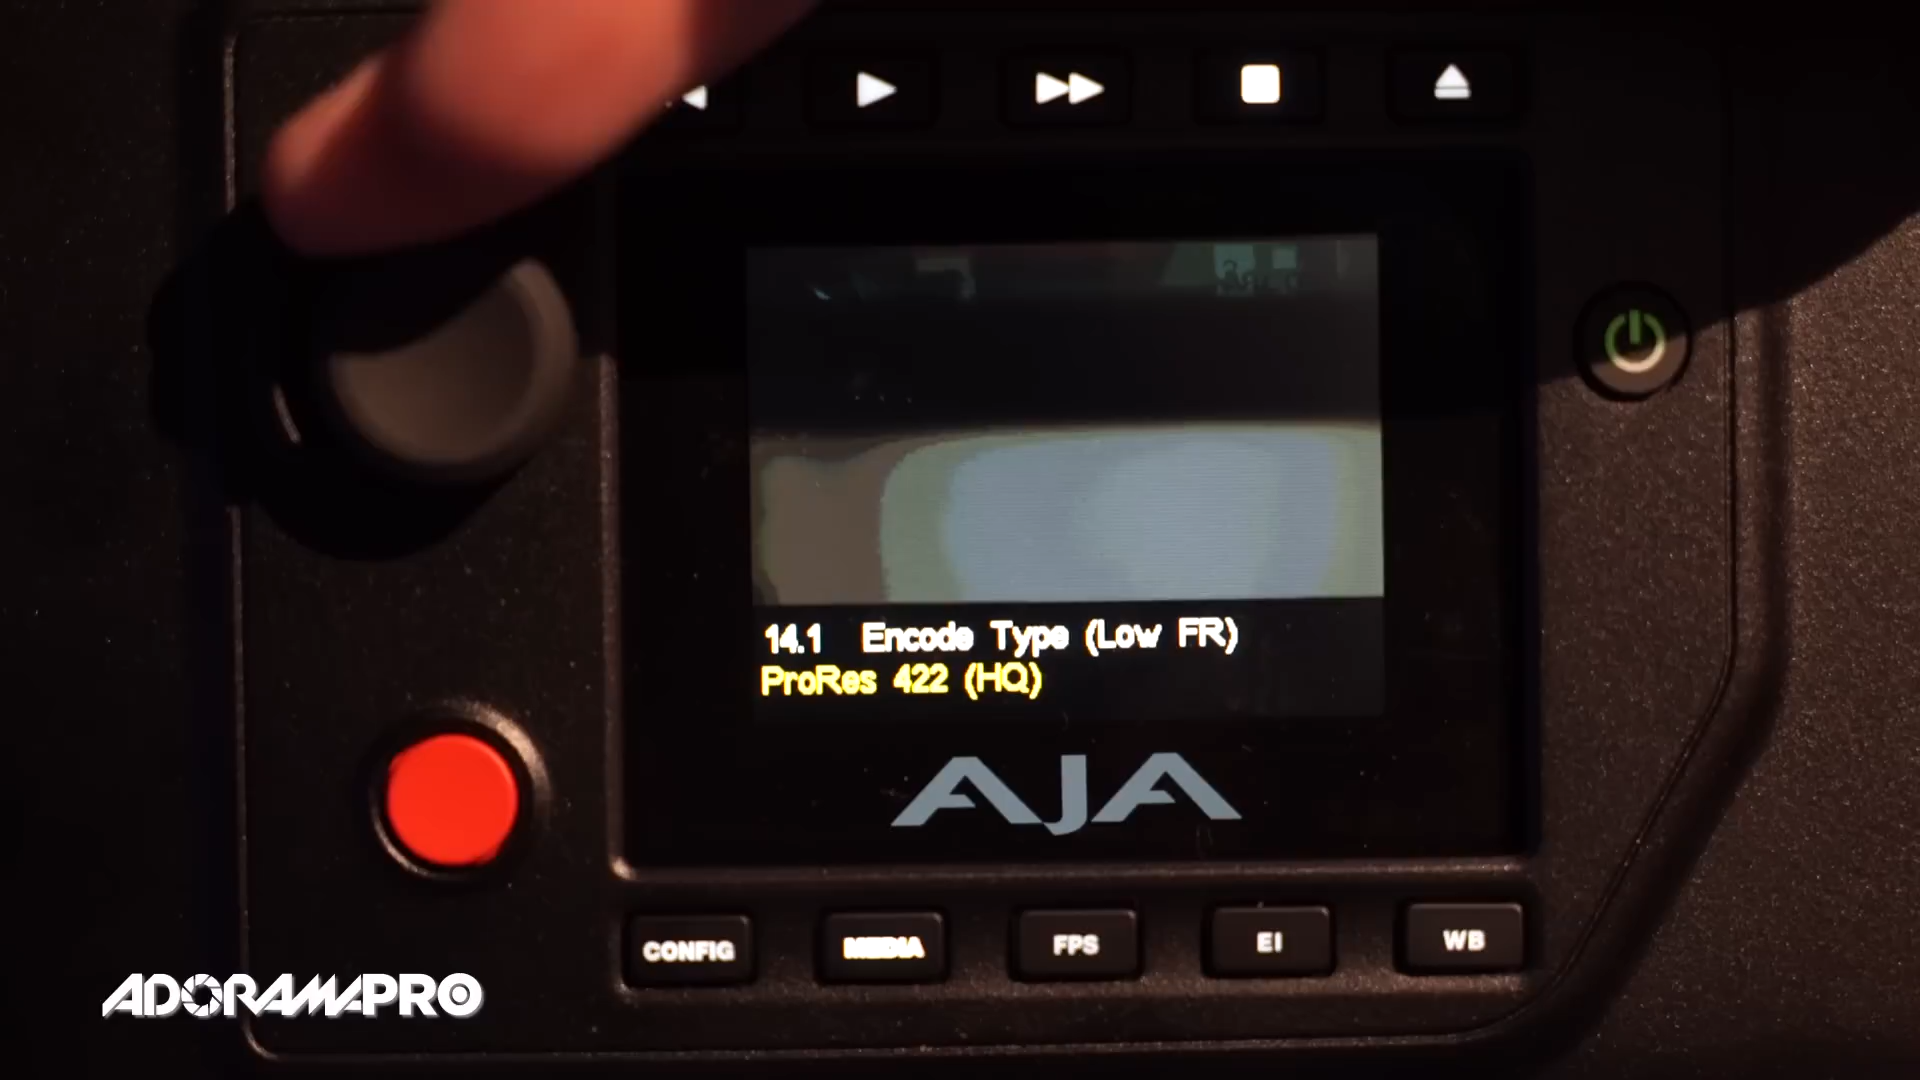 14.1 Encode Type (Low FR)
ProRes 422 (HQ)
AJA
CONFIG MEDIA FPS EI WB
ADORAMAPRO